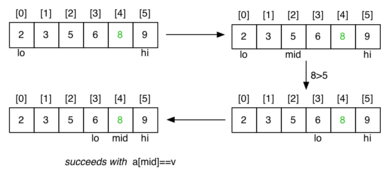 [0] [1] [2] [3] [4] [5] [0] [1] [2] [3] [4] [5]
2 3 5 6 8 9 2 3 5 6 8 9
lo hi lo mid hi
8>5
[0] [1] [2] [3] [4] [5] [0] [1] [2] [3] [4] [5]
2 3 5 6 8 9 2 3 5 6 8 9
lo mid hi lo hi
succeeds with a[mid]==v